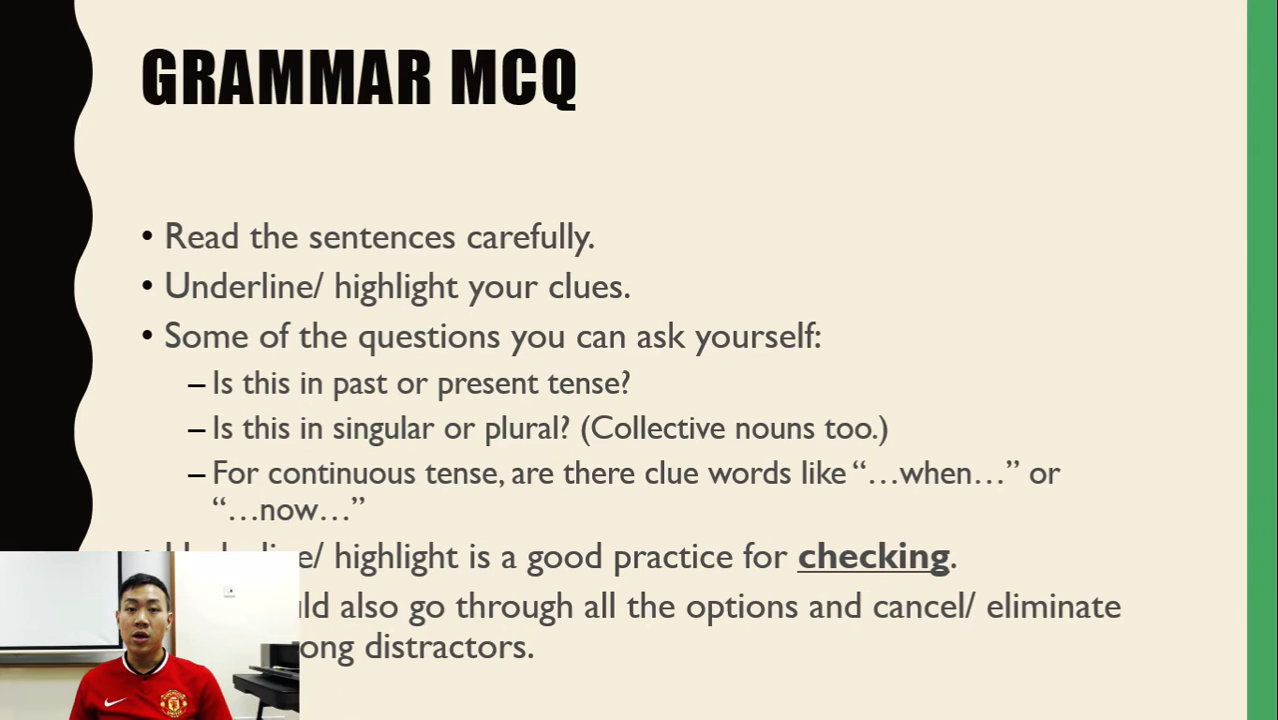 GRAMMAR MCQ
• Read the sentences carefully.
• Underline/ highlight your clues.
• Some of the questions you can ask yourself:
– Is this in past or present tense?
– Is this in singular or plural? (Collective nouns too.)
– For continuous tense, are there clue words like “…when…” or
“…now…”
highlight is a good practice for checking.
also go through all the options and cancel/ eliminate
distractors.